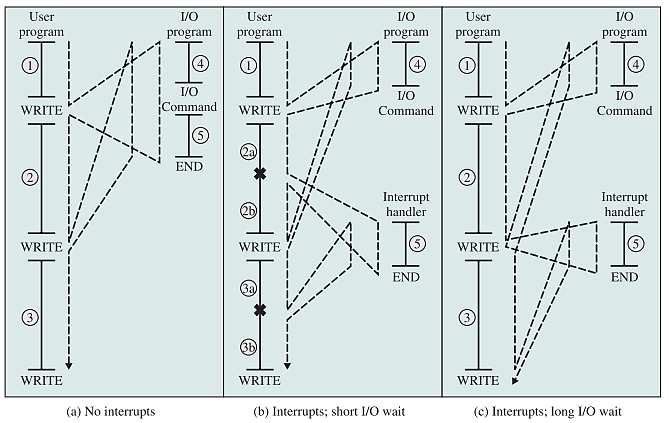 User
program
I/O
program
1
4
WRITE
I/O
Command
5
2
END
WRITE
3
WRITE
(a) No interrupts
User
program
I/O
program
1
4
WRITE
I/O
Command
2a
2b
Interrupt
handler
5
WRITE
END
3a
3b
WRITE
(b) Interrupts; short I/O wait
User
program
I/O
program
1
4
WRITE
I/O
Command
2
Interrupt
handler
5
WRITE
END
3
WRITE
(c) Interrupts; long I/O wait